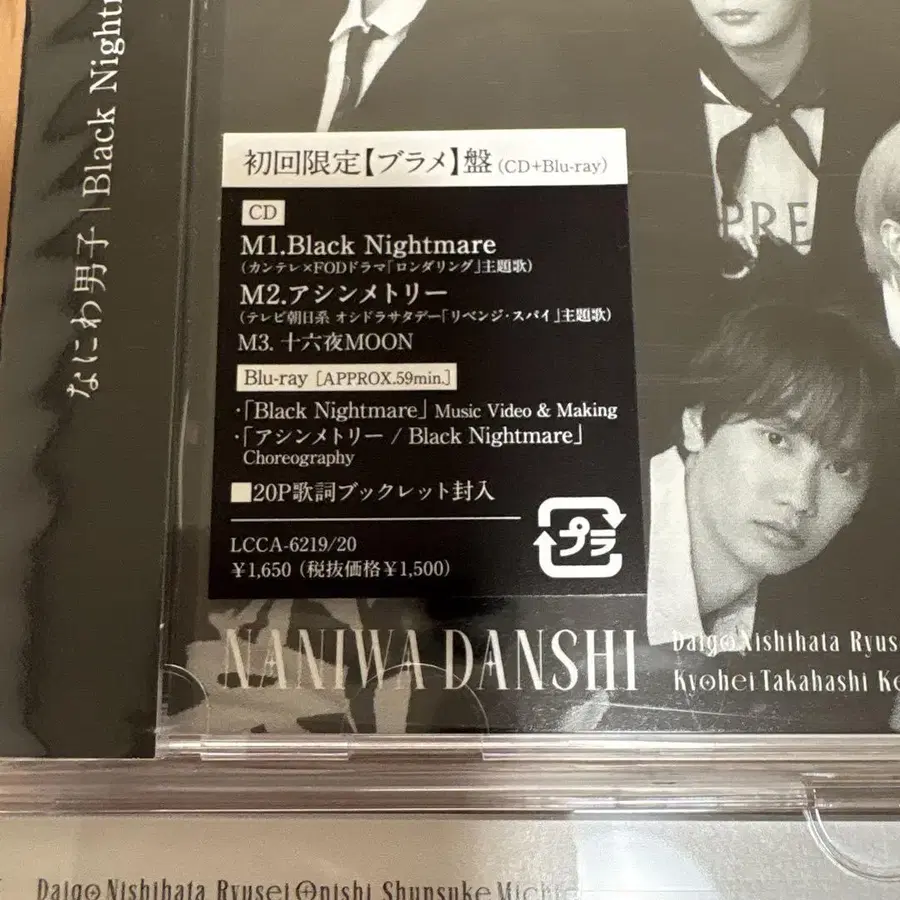 なにわ男子 | Black Nightm
PRE
初回限定【ブラメ】盤 (CD+Blu-ray)
CD
M1.Black Nightmare
(カンテレ×FODドラマ「ロンダリング」主題歌)
M2.アシンメトリー
(テレビ朝日系 オシドラサタデー「リベンジ・スパイ」主題歌)
M3. 十六夜MOON
Blu-ray [APPROX.59min.]
・「Black Nightmare」 Music Video & Making
・「アシンメトリー / Black Nightmare」
Choreography
■20P歌詞ブックレット封入
プラ
LCCA-6219/20
¥1,650 (税抜価格¥1,500)
NANIWA DANSHI
Daigo Nishihata Ryus
Kyohei Takahashi Ke
Daigo Nishihata Ryusei Onishi Shunsuke Michie